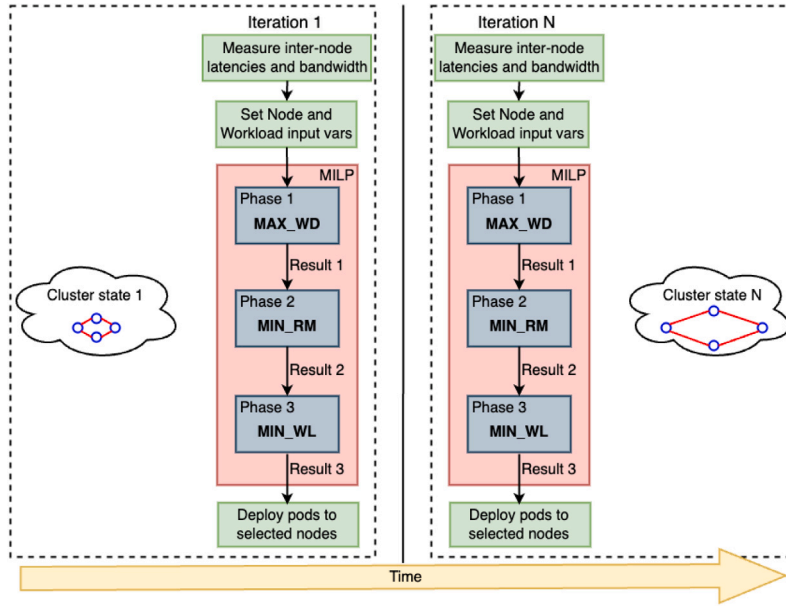 Iteration 1
Measure inter-node
latencies and bandwidth
Set Node and
Workload input vars
MILP
Phase 1
MAX_WD
Result 1
Phase 2
MIN_RM
Result 2
Phase 3
MIN_WL
Result 3
Deploy pods to
selected nodes
Cluster state 1
Iteration N
Measure inter-node
latencies and bandwidth
Set Node and
Workload input vars
MILP
Phase 1
MAX_WD
Result 1
Phase 2
MIN_RM
Result 2
Phase 3
MIN_WL
Result 3
Deploy pods to
selected nodes
Cluster state N
Time